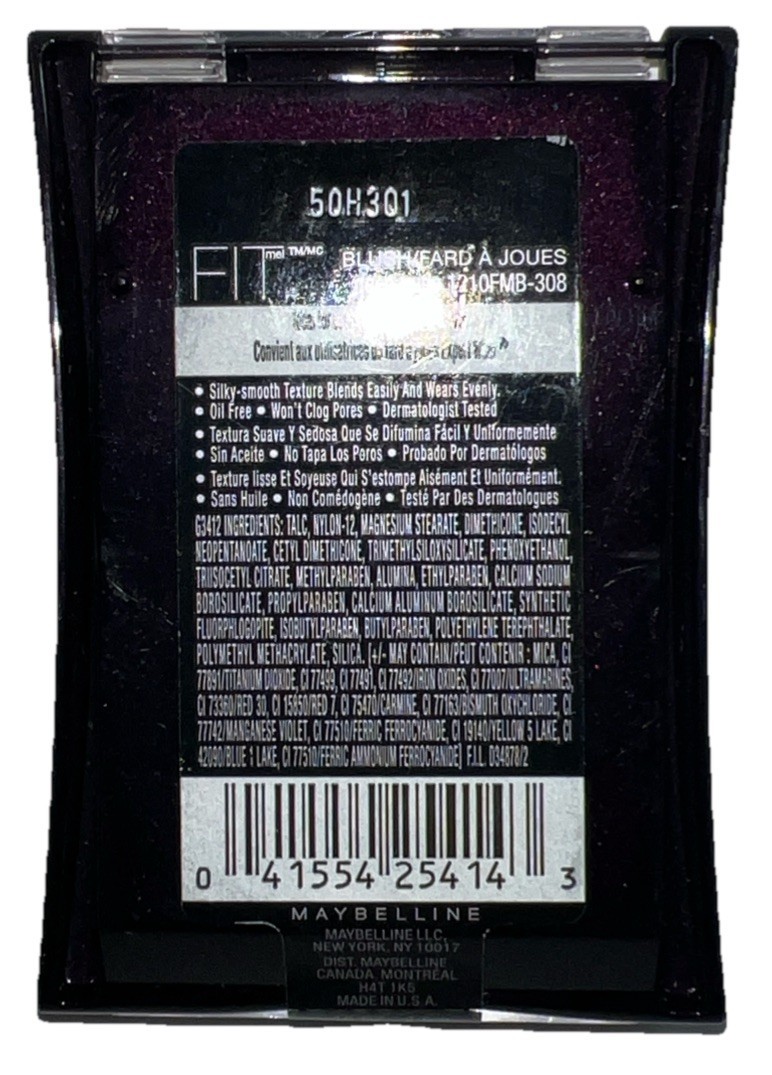 50H301
FIT me! TM/MC BLUSH/FARD À JOUES
1210FMB-308
Convient aux utilisatrices
• Silky-smooth Texture Blends Easily And Wears Evenly.
• Oil Free • Won't Clog Pores • Dermatologist Tested
• Textura Suave Y Sedosa Que Se Difumina Fácil Y Uniformemente
• Sin Aceite • No Tapa Los Poros • Probado Por Dermatólogos
• Texture lisse Et Soyeuse Qui S'estompe Aisément Et Uniformément.
• Sans Huile • Non Comédogène • Testé Par Des Dermatologues
G3412 INGREDIENTS: TALC, NYLON-12, MAGNESIUM STEARATE, DIMETHICONE, ISODECYL
NEOPENTANOATE, CETYL DIMETHICONE, TRIMETHYLSILOXYSILICATE, PHENOXYETHANOL,
TRIISOCETYL CITRATE, METHYLPARABEN, ALUMINA, ETHYLPARABEN, CALCIUM SODIUM
BOROSILICATE, PROPYLPARABEN, CALCIUM ALUMINUM BOROSILICATE, SYNTHETIC
FLUORPHLOGOPITE, ISOBUTYLPARABEN, BUTYLPARABEN, POLYETHYLENE TEREPHTHALATE,
POLYMETHYL METHACRYLATE, SILICA. [+/- MAY CONTAIN/PEUT CONTENIR : MICA, CI
77891/TITANIUM DIOXIDE, CI 77499, CI 77491, CI 77492/IRON OXIDES, CI 77007/ULTRAMARINES,
CI 73360/RED 30, CI 15850/RED 7, CI 75470/CARMINE, CI 77163/BISMUTH OXYCHLORIDE, CI
77742/MANGANESE VIOLET, CI 77510/FERRIC FERROCYANIDE, CI 19140/YELLOW 5 LAKE, CI
42090/BLUE 1 LAKE, CI 77510/FERRIC AMMONIUM FERROCYANIDE] F.I.L. D34878/2
0 41554 25414 3
MAYBELLINE
MAYBELLINE LLC,
NEW YORK, NY 10017
DIST. MAYBELLINE
CANADA, MONTRÉAL
H4T 1K5
MADE IN U.S.A.